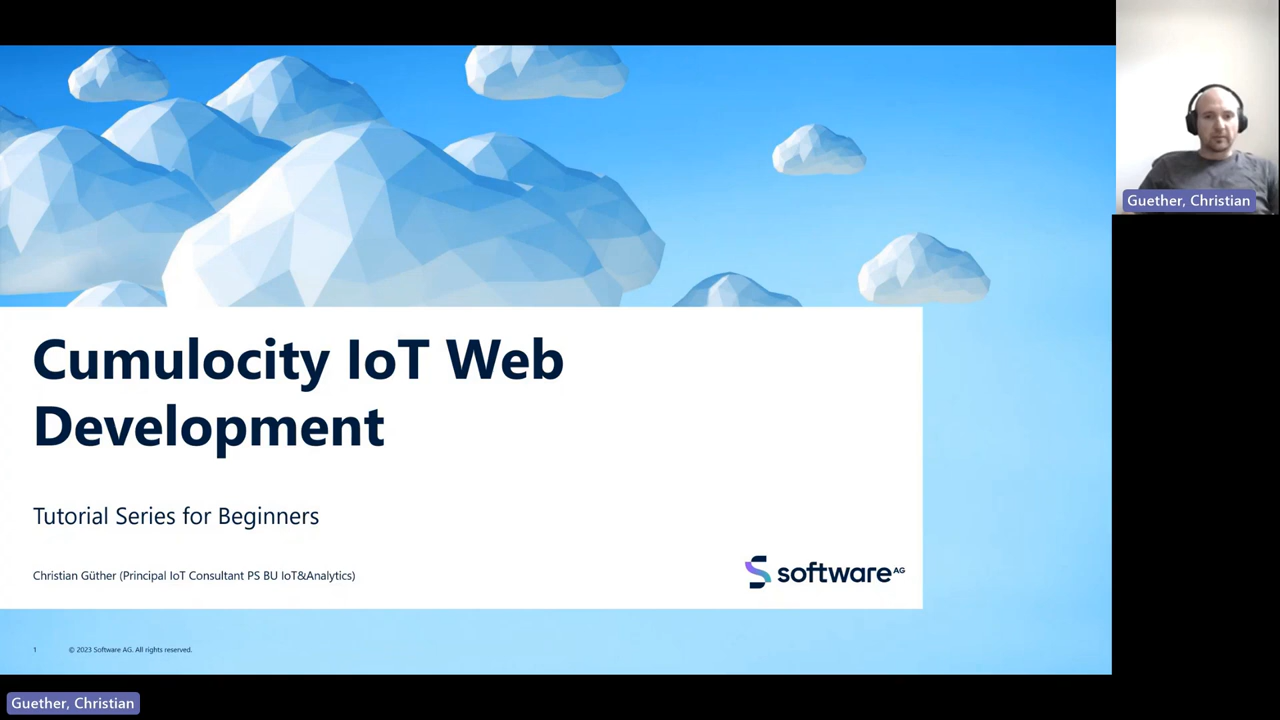 Cumulocity IoT Web
Development
Tutorial Series for Beginners
Christian Güther (Principal IoT Consultant PS BU IoT&Analytics)
software AG
1 © 2023 Software AG. All rights reserved.
Guether, Christian
Guether, Christian